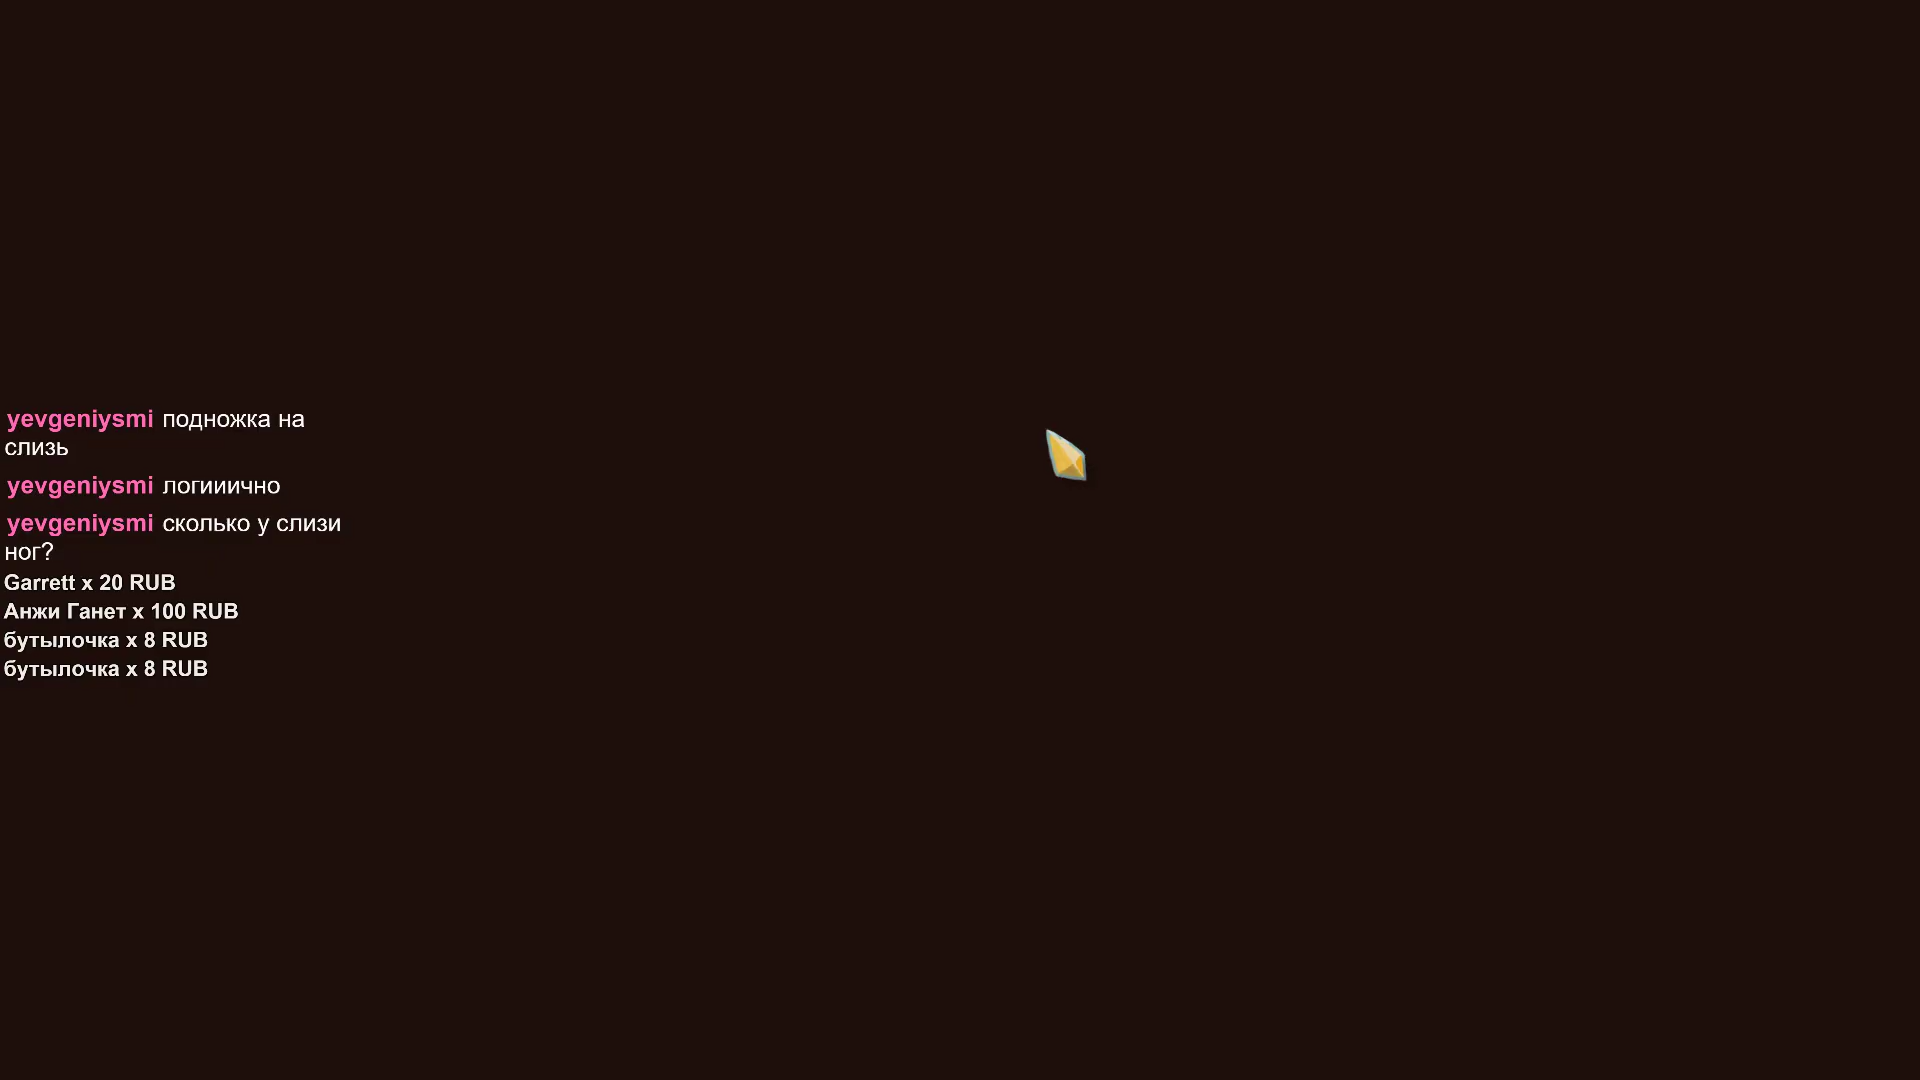 yevgeniysmi подножка на
слизь
yevgeniysmi логииично
yevgeniysmi сколько у слизи
ног?
Garrett x 20 RUB
Анжи Ганет x 100 RUB
бутылочка x 8 RUB
бутылочка x 8 RUB